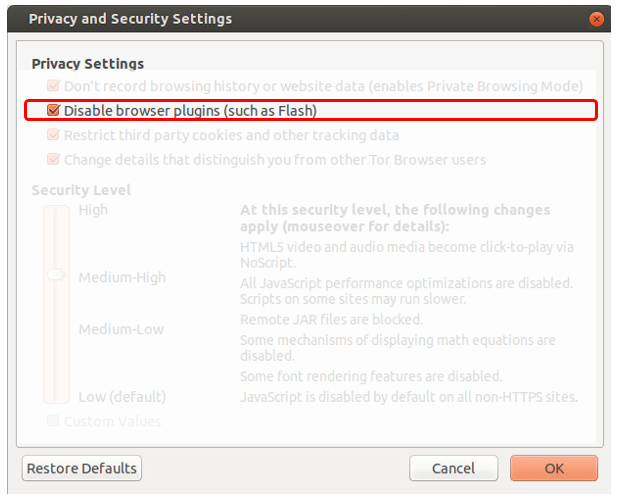 Privacy and Security Settings
Privacy Settings
Don't record browsing history or website data (enables Private Browsing Mode)
Disable browser plugins (such as Flash)
Restrict third party cookies and other tracking data
Change details that distinguish you from other Tor Browser users
Security Level
High
Medium-High
Medium-Low
Low (default)
At this security level, the following changes
apply (mouseover for details):
HTML5 video and audio media become click-to-play via
NoScript.
All JavaScript performance optimizations are disabled.
Scripts on some sites may run slower.
Remote JAR files are blocked.
Some mechanisms of displaying math equations are
disabled.
Some font rendering features are disabled.
JavaScript is disabled by default on all non-HTTPS sites.
Custom Values
Restore Defaults
Cancel
OK